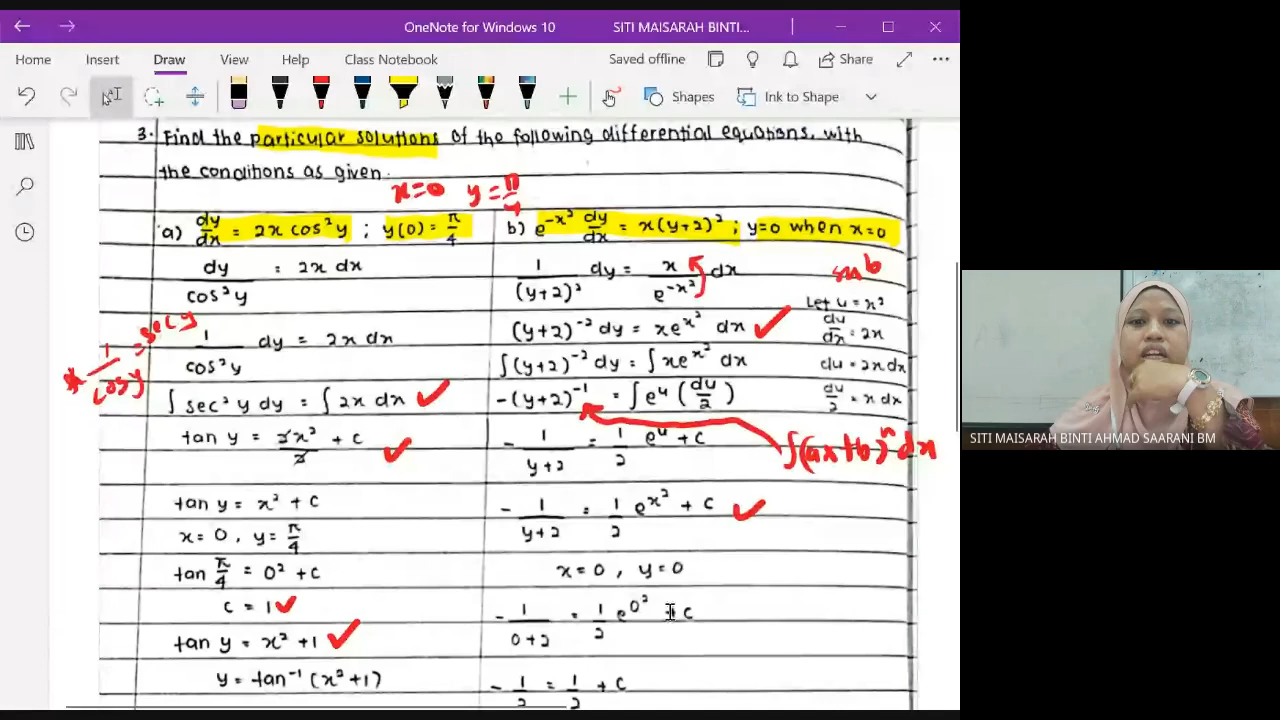 OneNote for Windows 10
SITI MAISARAH BINTI...
Home Insert Draw View Help Class Notebook
Saved offline
Share
Shapes
Ink to Shape
3. Find the particular solutions of the following differential equations, with
the conditions as given.
x=0 y=π/4
a) dy/dx = 2x cos²y ; y(0) = π/4
dy/cos²y = 2x dx
1/cos²y dy = 2x dx
* 1/cos y = sec y
∫ sec²y dy = ∫ 2x dx ✓
tan y = 2x²/2 + c ✓
tan y = x² + c
x = 0, y = π/4
tan π/4 = 0² + c
c = 1 ✓
tan y = x² + 1 ✓
y = tan⁻¹ (x² + 1)
b) e^(-x²) dy/dx = x(y+2)² ; y=0 when x=0
1/(y+2)² dy = x/e^(-x²) dx
(y+2)⁻² dy = xe^(x²) dx ✓
∫(y+2)⁻² dy = ∫xe^(x²) dx
-(y+2)⁻¹ = ∫e^u (du/2)
- 1/(y+2) = 1/2 e^u + c
- 1/(y+2) = 1/2 e^(x²) + c ✓
x = 0, y = 0
- 1/(0+2) = 1/2 e^(0²) + c
- 1/2 = 1/2 + c
sub
Let u = x²
du/dx = 2x
du = 2x dx
du/2 = x dx
∫(ax+b)ⁿ dx
SITI MAISARAH BINTI AHMAD SAARANI BM